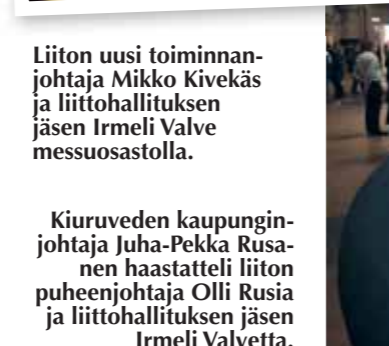 Liiton uusi toiminnan-
johtaja Mikko Kivekäs
ja liittohallituksen
jäsen Irmeli Valve
messuosastolla.
Kiuruveden kaupungin-
johtaja Juha-Pekka Rusa-
nen haastatteli liiton
puheenjohtaja Olli Rusia
ja liittohallituksen jäsen
Irmeli Valvetta.